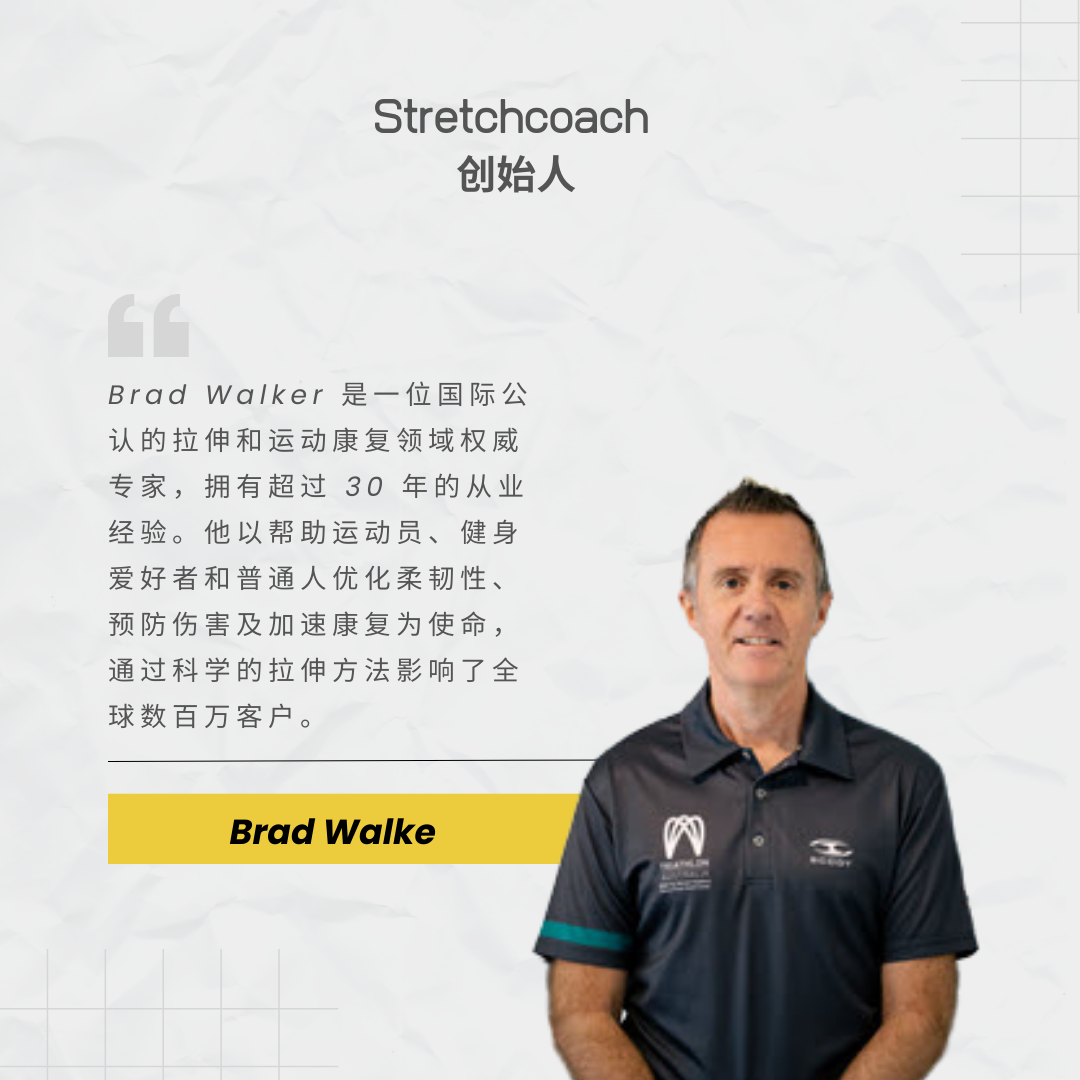 Stretchcoach
创始人
Brad Walker 是一位国际公
认的拉伸和运动康复领域权威
专家，拥有超过 30 年的从业
经验。他以帮助运动员、健身
爱好者和普通人优化柔韧性、
预防伤害及加速康复为使命，
通过科学的拉伸方法影响了全
球数百万客户。
Brad Walke
TRIATHLON
AUSTRALIA